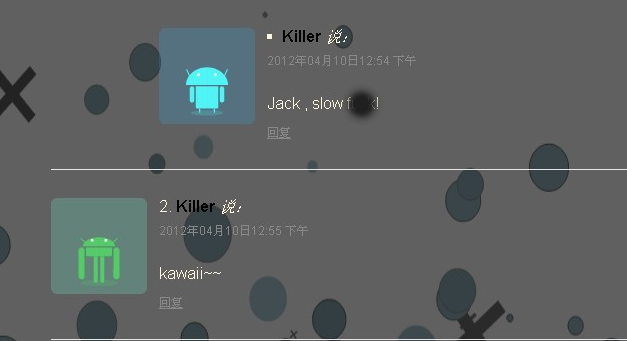 Killer 说：
2012年04月10日12:54 下午
Jack , slow
回复
2. Killer 说：
2012年04月10日12:55 下午
kawaii~~
回复